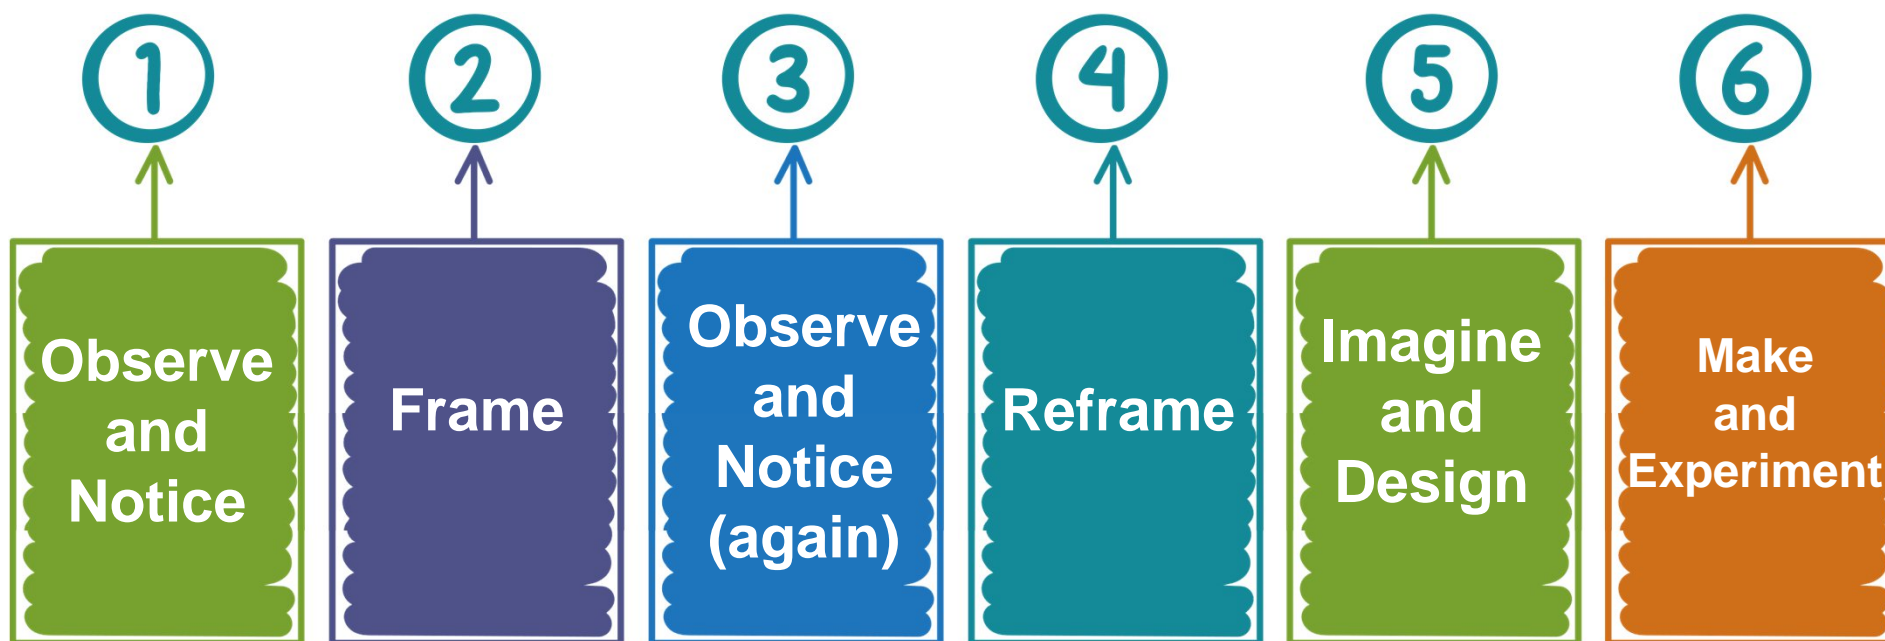 1
2
3
4
5
6
Observe
and
Notice
Frame
Observe
and
Notice
(again)
Reframe
Imagine
and
Design
Make
and
Experiment